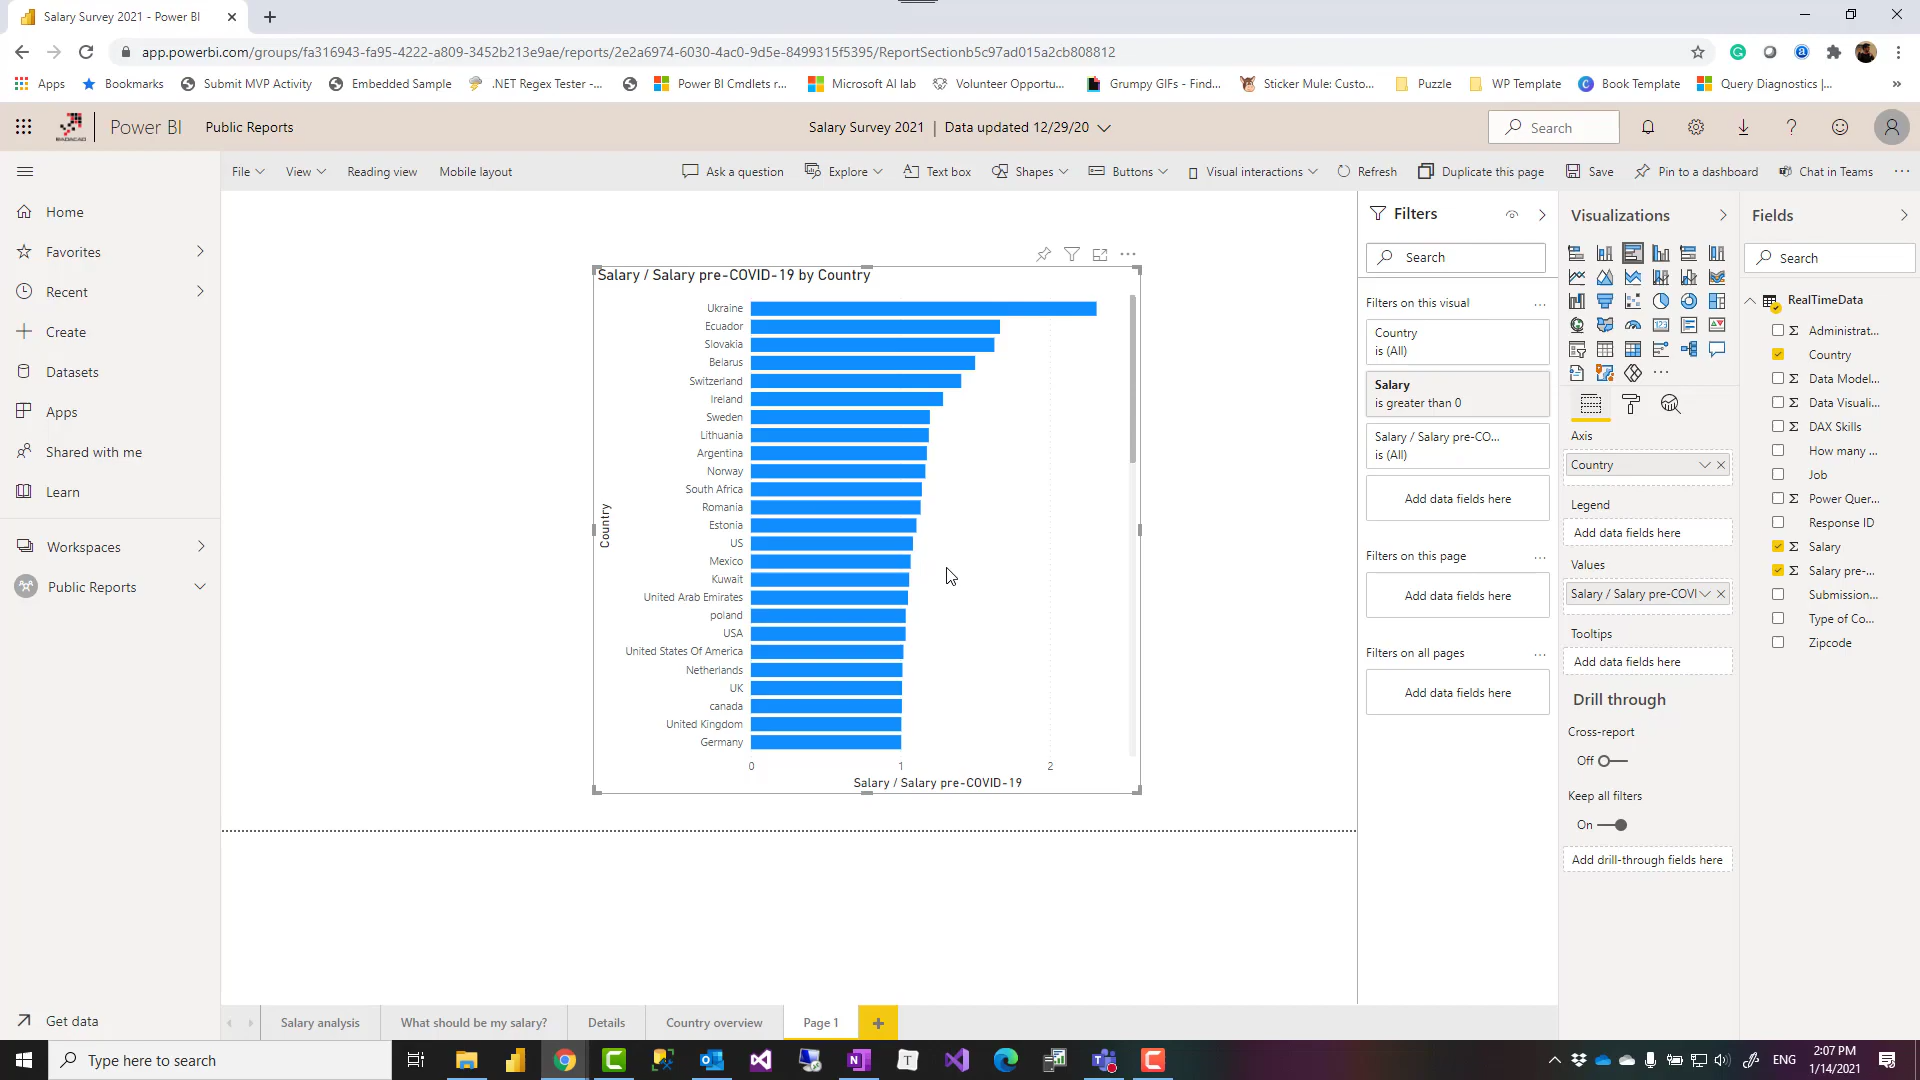 Salary Survey 2021 - Power BI
app.powerbi.com/groups/fa316943-fa95-4222-a809-3452b213e9ae/reports/2e2a6974-6030-4ac0-9d5e-8499315f5395/ReportSectionb5c97ad015a2cb808812
Apps Bookmarks Submit MVP Activity Embedded Sample .NET Regex Tester -... Power BI Cmdlets r... Microsoft AI lab Volunteer Opportu... Grumpy GIFs - Find... Sticker Mule: Custo... Puzzle WP Template Book Template Query Diagnostics |... »
Power BI Public Reports Salary Survey 2021 | Data updated 12/29/20 Search
File View Reading view Mobile layout Ask a question Explore Text box Shapes Buttons Visual interactions Refresh Duplicate this page Save Pin to a dashboard Chat in Teams ...
Home
Favorites
Recent
Create
Datasets
Apps
Shared with me
Learn
Workspaces
Public Reports
Get data
Salary / Salary pre-COVID-19 by Country
Country
Ukraine
Ecuador
Slovakia
Belarus
Switzerland
Ireland
Sweden
Lithuania
Argentina
Norway
South Africa
Romania
Estonia
US
Mexico
Kuwait
United Arab Emirates
poland
USA
United States Of America
Netherlands
UK
canada
United Kingdom
Germany
0 1 2
Salary / Salary pre-COVID-19
Filters
Search
Filters on this visual ...
Country
is (All)
Salary
is greater than 0
Salary / Salary pre-CO...
is (All)
Add data fields here
Filters on this page ...
Add data fields here
Filters on all pages ...
Add data fields here
Visualizations
Axis
Country
Legend
Add data fields here
Values
Salary / Salary pre-COVI
Tooltips
Add data fields here
Drill through
Cross-report
Off
Keep all filters
On
Add drill-through fields here
Fields
Search
RealTimeData
Administrat...
Country
Data Model...
Data Visuali...
DAX Skills
How many ...
Job
Power Quer...
Response ID
Salary
Salary pre-...
Submission...
Type of Co...
Zipcode
Salary analysis What should be my salary? Details Country overview Page 1
Type here to search
ENG
2:07 PM
1/14/2021